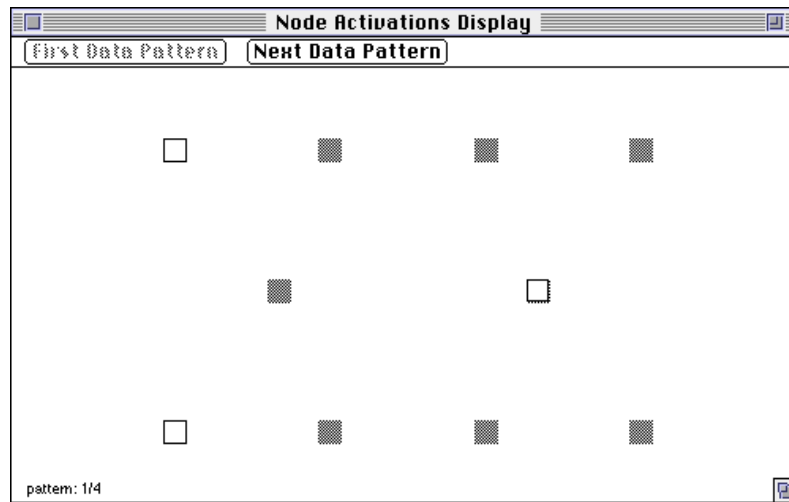 Node Activations Display
First Data Pattern Next Data Pattern
pattern: 1/4